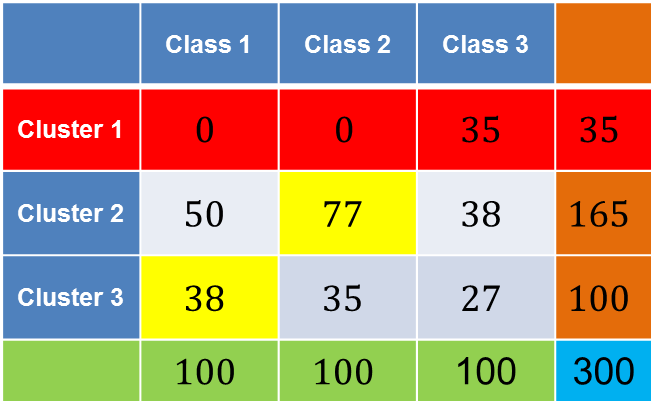 Class 1 Class 2 Class 3
Cluster 1 0 0 35 35
Cluster 2 50 77 38 165
Cluster 3 38 35 27 100
100 100 100 300